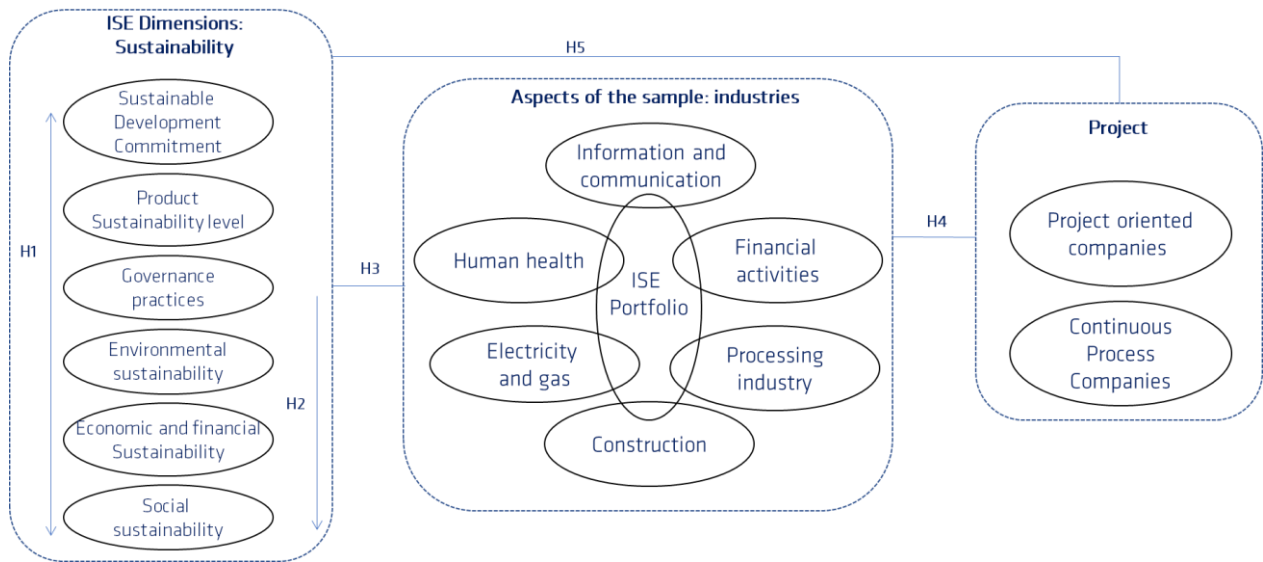 ISE Dimensions:
Sustainability
Sustainable
Development
Commitment
Product
Sustainability level
Governance
practices
Environmental
sustainability
Economic and financial
Sustainability
Social
sustainability
H1
H2
H3
H5
Aspects of the sample: industries
Information and
communication
Human health
Financial
activities
ISE
Portfolio
Electricity
and gas
Processing
industry
Construction
H4
Project
Project oriented
companies
Continuous
Process
Companies